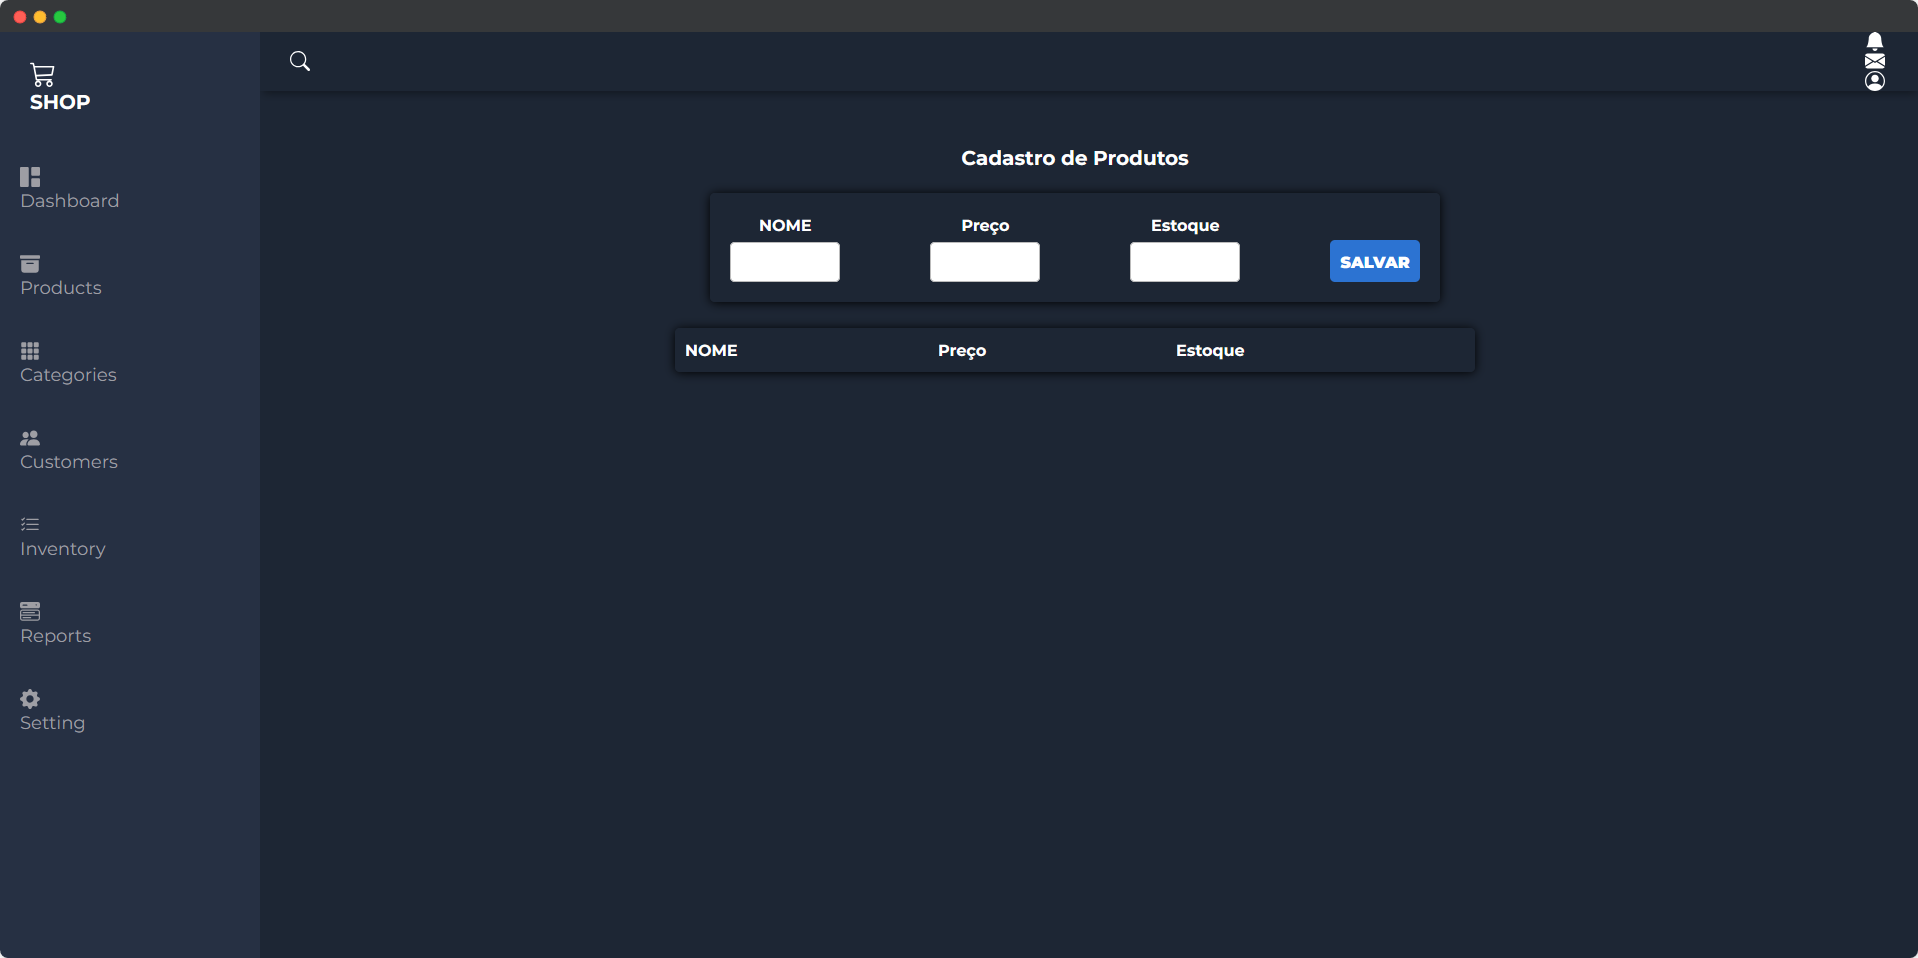 SHOP
Dashboard
Products
Categories
Customers
Inventory
Reports
Setting
Cadastro de Produtos
NOME Preço Estoque
SALVAR
NOME Preço Estoque